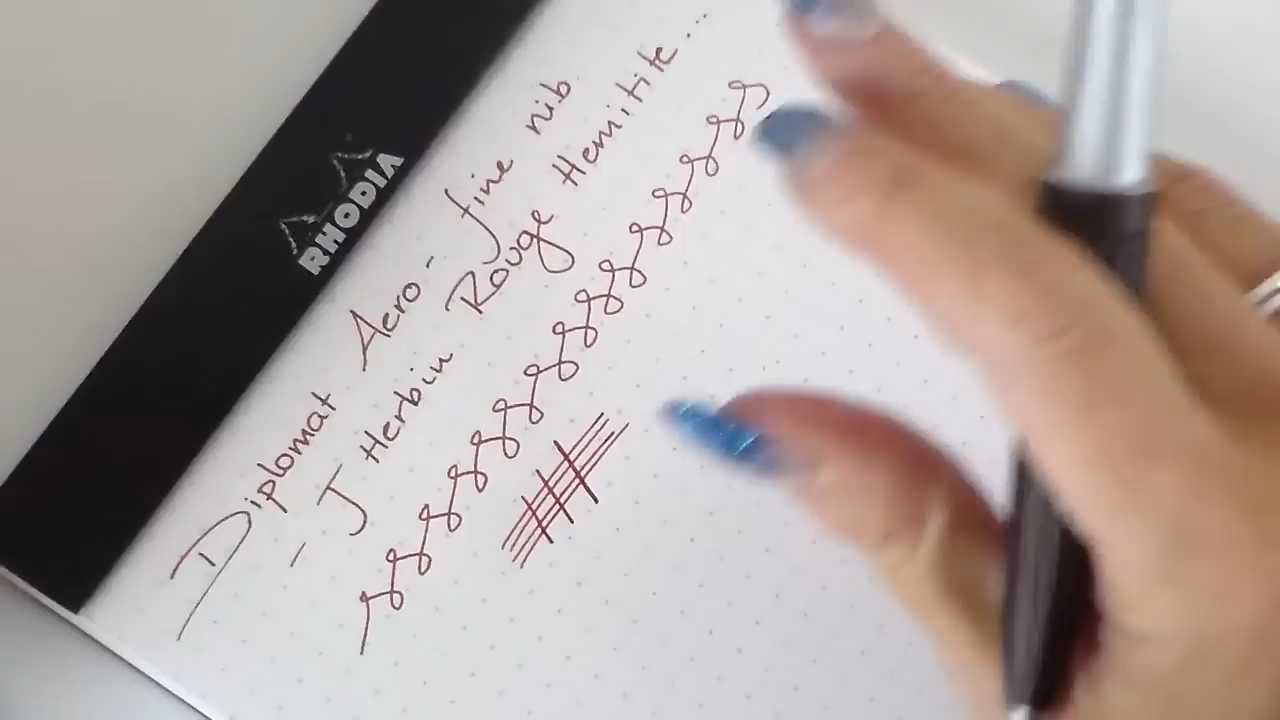 RHODIA
Diplomat Aero - fine nib
- J Herbin Rouge Hemitite...